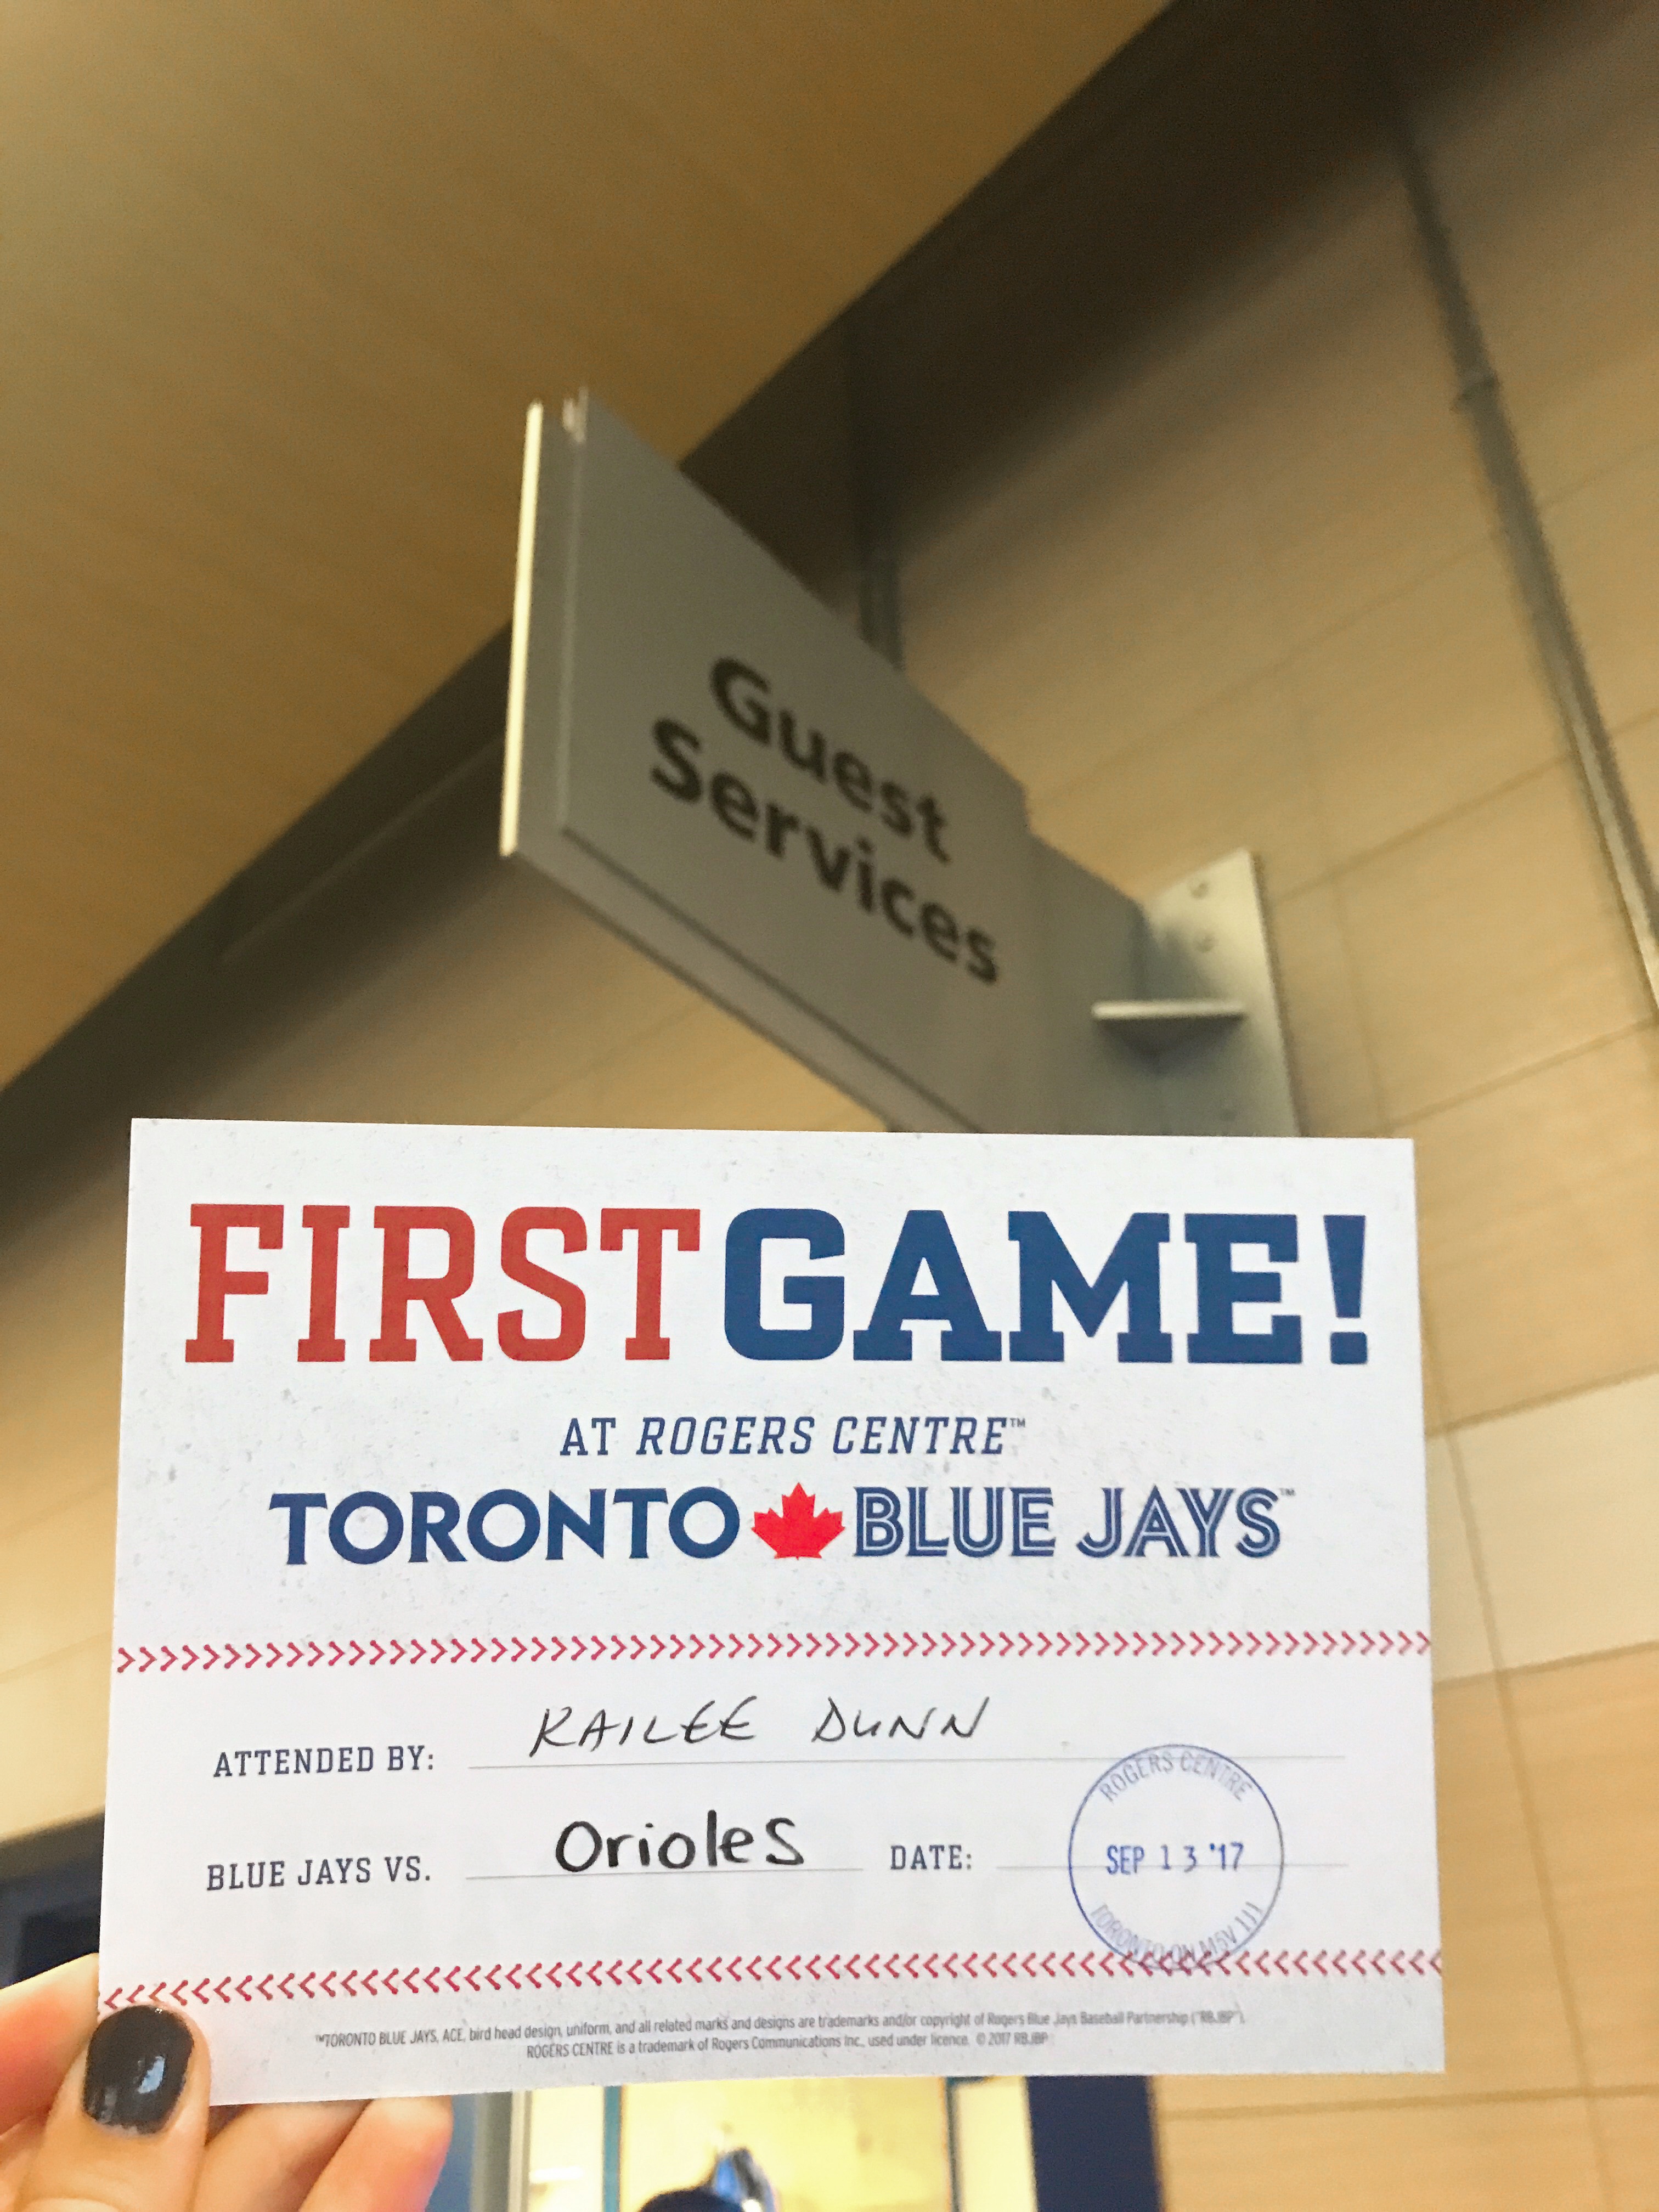 Guest
Services
FIRST GAME!
AT ROGERS CENTRE™
TORONTO BLUE JAYS™
ATTENDED BY: KAILEE DUNN
BLUE JAYS VS. Orioles DATE:
ROGERS CENTRE
SEP 13 '17
TORONTO ON M5V 1J1
™TORONTO BLUE JAYS, ACE, bird head design, uniform, and all related marks and designs are trademarks and/or copyright of Rogers Blue Jays Baseball Partnership ("RBJBP").
ROGERS CENTRE is a trademark of Rogers Communications Inc., used under licence. © 2017 RBJBP